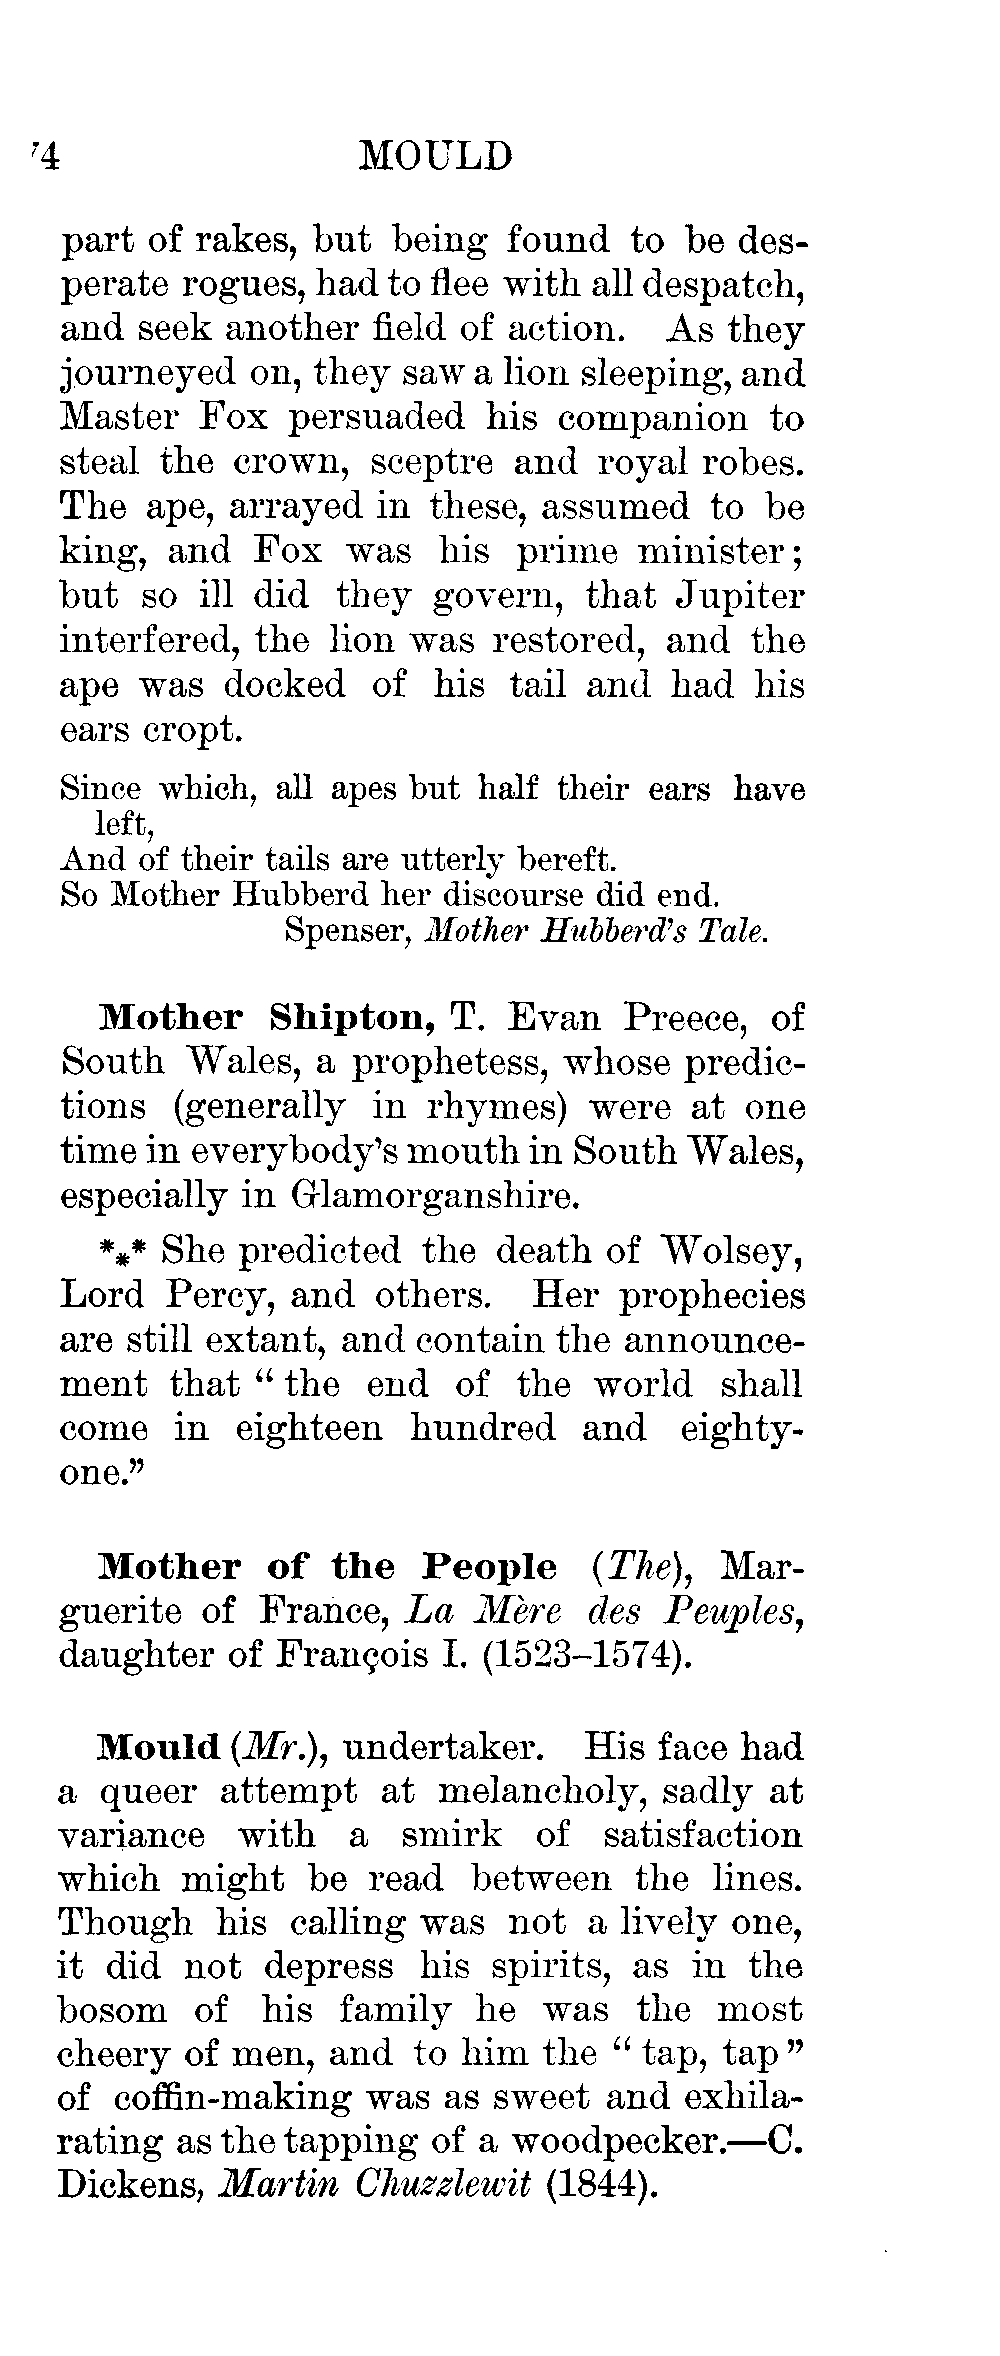 74 MOULD
part of rakes, but being found to be des-
perate rogues, had to flee with all despatch,
and seek another field of action. As they
journeyed on, they saw a lion sleeping, and
Master Fox persuaded his companion to
steal the crown, sceptre and royal robes.
The ape, arrayed in these, assumed to be
king, and Fox was his prime minister;
but so ill did they govern, that Jupiter
interfered, the lion was restored, and the
ape was docked of his tail and had his
ears cropt.
Since which, all apes but half their ears have
left,
And of their tails are utterly bereft.
So Mother Hubberd her discourse did end.
Spenser, Mother Hubberd's Tale.
Mother Shipton, T. Evan Preece, of
South Wales, a prophetess, whose predic-
tions (generally in rhymes) were at one
time in everybody's mouth in South Wales,
especially in Glamorganshire.
*⁎* She predicted the death of Wolsey,
Lord Percy, and others. Her prophecies
are still extant, and contain the announce-
ment that "the end of the world shall
come in eighteen hundred and eighty-
one."
Mother of the People (The), Mar-
guerite of France, La Mère des Peuples,
daughter of François I. (1523–1574).
Mould (Mr.), undertaker. His face had
a queer attempt at melancholy, sadly at
variance with a smirk of satisfaction
which might be read between the lines.
Though his calling was not a lively one,
it did not depress his spirits, as in the
bosom of his family he was the most
cheery of men, and to him the "tap, tap"
of coffin-making was as sweet and exhila-
rating as the tapping of a woodpecker.—C.
Dickens, Martin Chuzzlewit (1844).